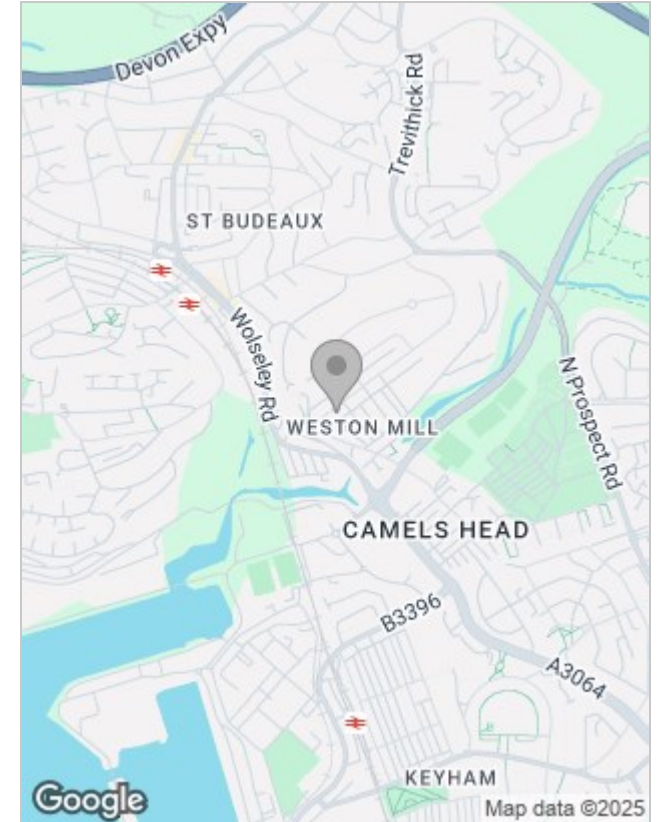 Devon Expy
Trevithick Rd
ST BUDEAUX
Wolseley Rd
N Prospect Rd
WESTON MILL
CAMELS HEAD
B3396
A3064
KEYHAM
Google
Map data ©2025